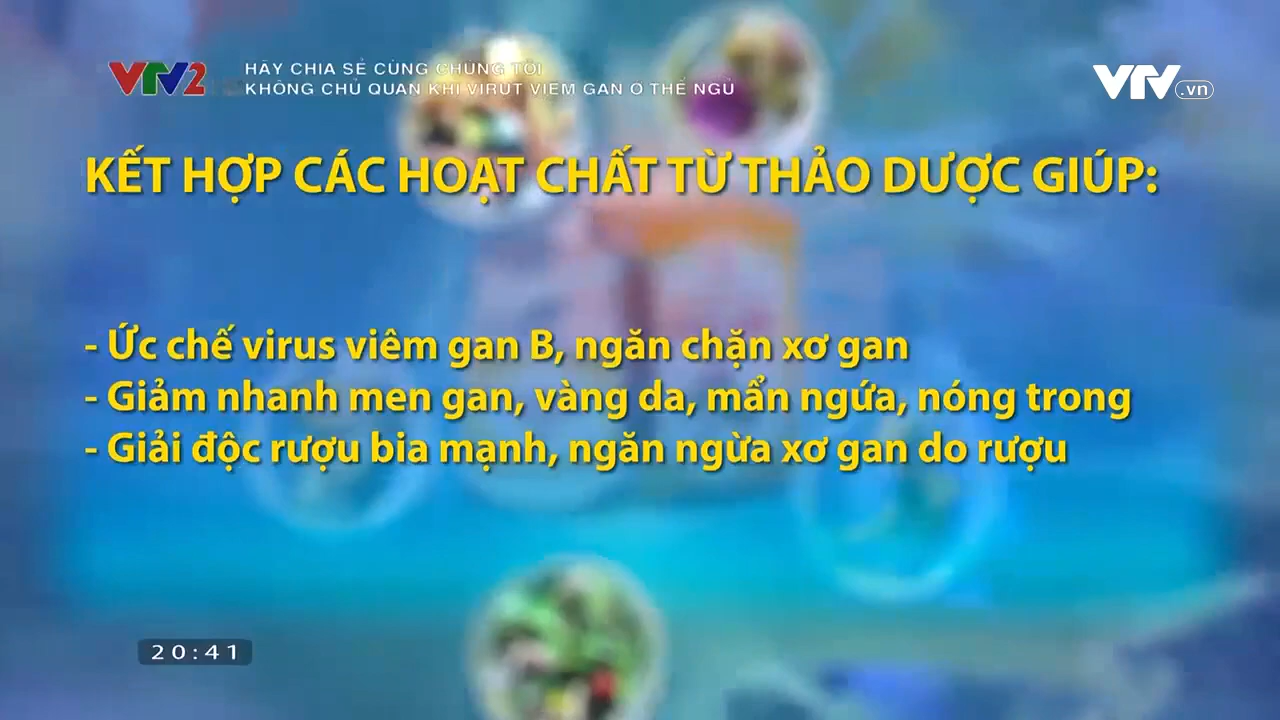 VTV2
HÃY CHIA SẺ CÙNG CHÚNG TÔI
KHÔNG CHỦ QUAN KHI VIRÚT VIÊM GAN Ở THỂ NGỦ
VTV.vn
KẾT HỢP CÁC HOẠT CHẤT TỪ THẢO DƯỢC GIÚP:
- Ức chế virus viêm gan B, ngăn chặn xơ gan
- Giảm nhanh men gan, vàng da, mẩn ngứa, nóng trong
- Giải độc rượu bia mạnh, ngăn ngừa xơ gan do rượu
20:41